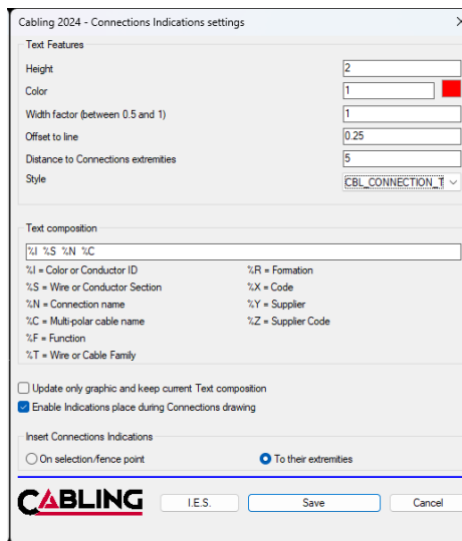 Cabling 2024 - Connections Indications settings
Text Features
Height 2
Color 1
Width factor (between 0.5 and 1) 1
Offset to line 0.25
Distance to Connections extremities 5
Style CBL_CONNECTION_T
Text composition
%I %S %N %C
%I = Color or Conductor ID %R = Formation
%S = Wire or Conductor Section %X = Code
%N = Connection name %Y = Supplier
%C = Multi-polar cable name %Z = Supplier Code
%F = Function
%T = Wire or Cable Family
Update only graphic and keep current Text composition
Enable Indications place during Connections drawing
Insert Connections Indications
On selection/fence point To their extremities
CABLING I.E.S. Save Cancel